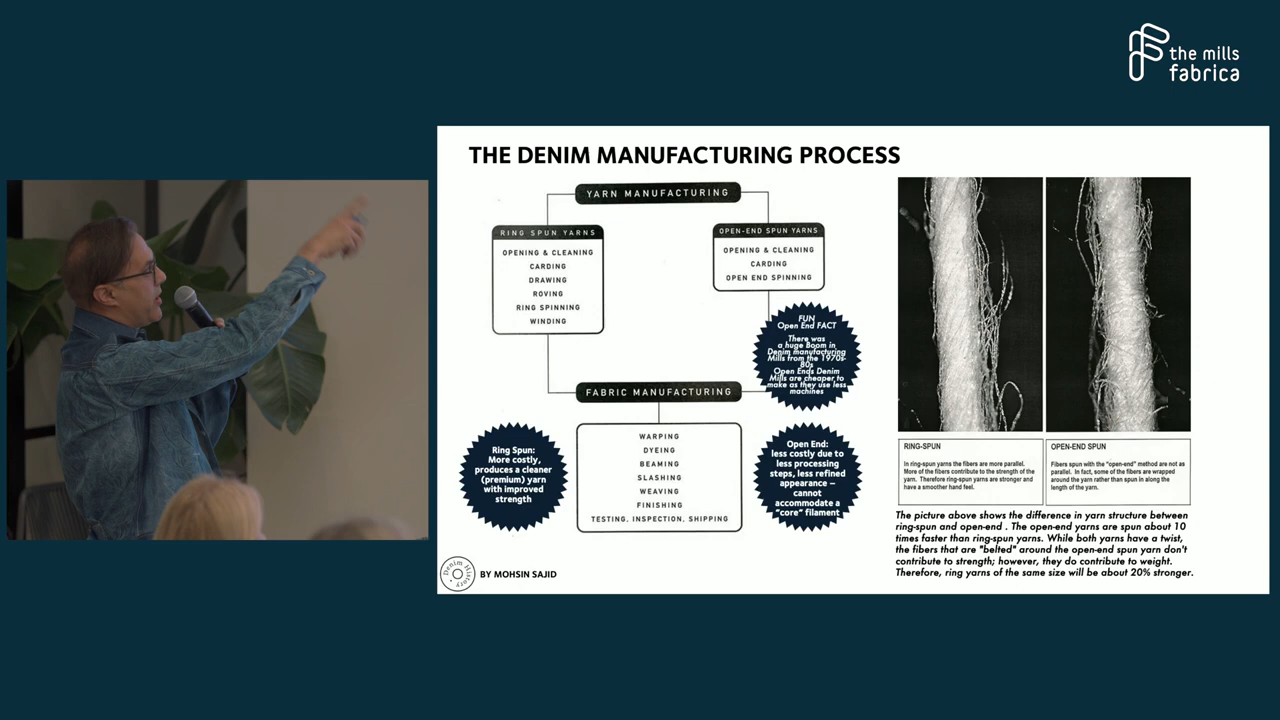 the mills
fabrica
THE DENIM MANUFACTURING PROCESS
YARN MANUFACTURING
RING SPUN YARNS
OPENING & CLEANING
CARDING
DRAWING
ROVING
RING SPINNING
WINDING
OPEN-END SPUN YARNS
OPENING & CLEANING
CARDING
OPEN END SPINNING
FUN
Open End FACT
There was
a huge Boom in
Denim manufacturing
Mills from the 1970s-
80s
Open Ends Denim
Mills are cheaper to
make as they use less
machines
FABRIC MANUFACTURING
WARPING
DYEING
BEAMING
SLASHING
WEAVING
FINISHING
TESTING, INSPECTION, SHIPPING
Ring Spun:
More costly,
produces a cleaner
(premium) yarn
with improved
strength
Open End:
less costly due to
less processing
steps, less refined
appearance –
cannot
accommodate a
"core" filament
RING-SPUN
In ring-spun yarns the fibers are more parallel.
More of the fibers contribute to the strength of the
yarn. Therefore ring-spun yarns are stronger and
have a smoother hand feel.
OPEN-END SPUN
Fibers spun with the "open-end" method are not as
parallel. In fact, some of the fibers are wrapped
around the yarn rather than spun in along the
length of the yarn.
The picture above shows the difference in yarn structure between
ring-spun and open-end . The open-end yarns are spun about 10
times faster than ring-spun yarns. While both yarns have a twist,
the fibers that are "belted" around the open-end spun yarn don't
contribute to strength; however, they do contribute to weight.
Therefore, ring yarns of the same size will be about 20% stronger.
Denim History
BY MOHSIN SAJID